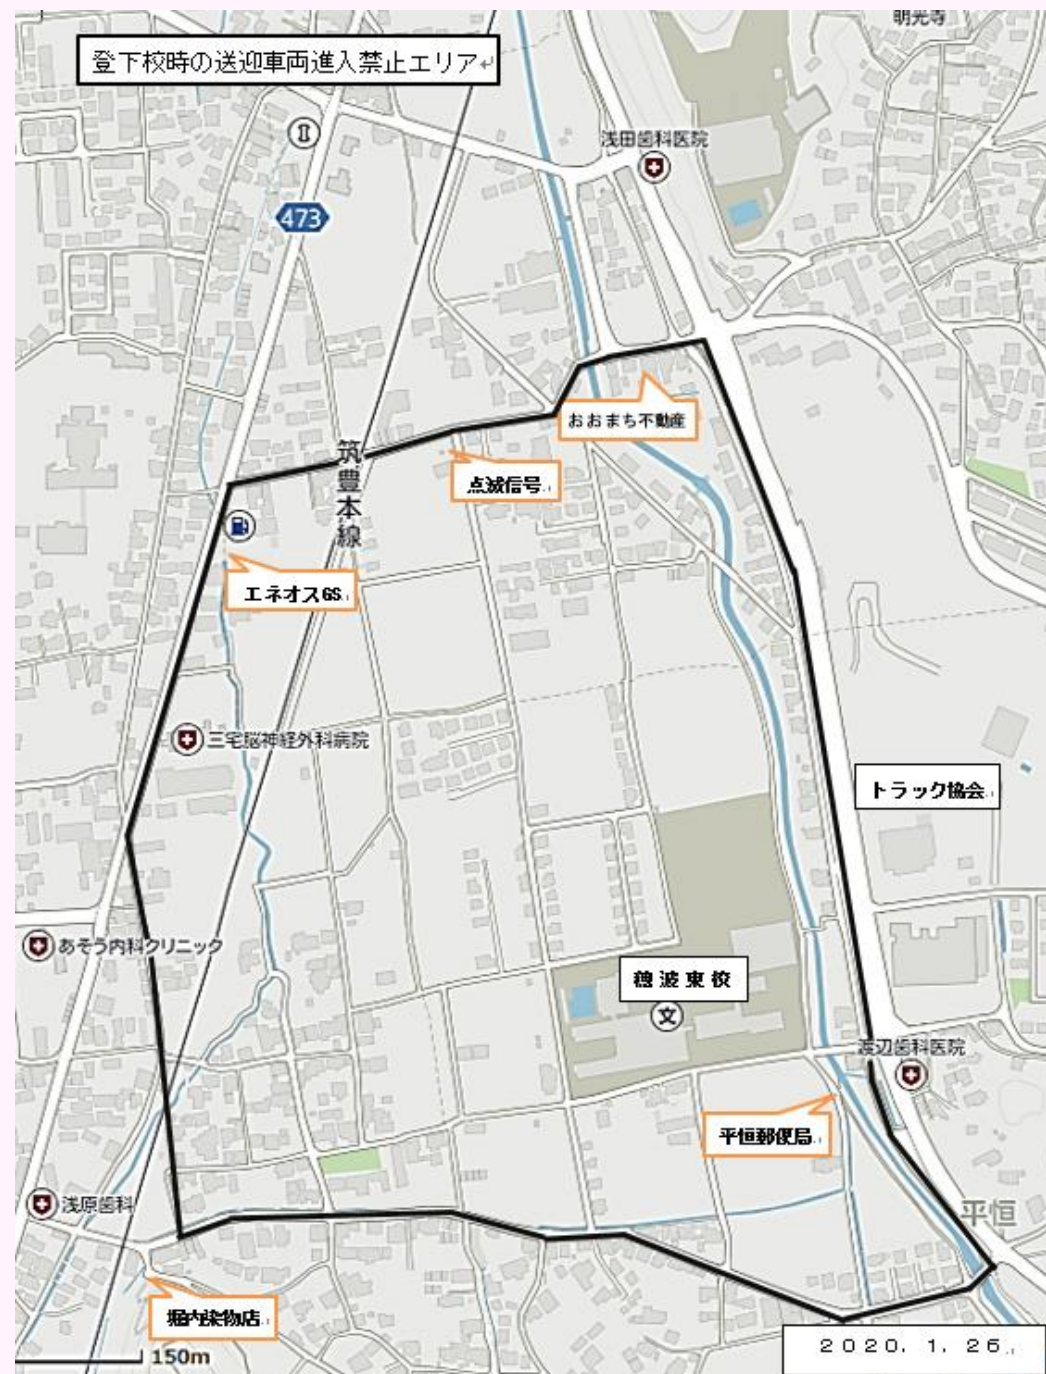 明光寺
登下校時の送迎車両進入禁止エリア
浅田歯科医院
473
おおまち不動産
筑豊本線
点滅信号
エネオスGS
三宅脳神経外科病院
トラック協会
あそう内科クリニック
穂波東校
文
渡辺歯科医院
平恒郵便局
浅原歯科
平恒
堀内染物店
150m
2020.1.26